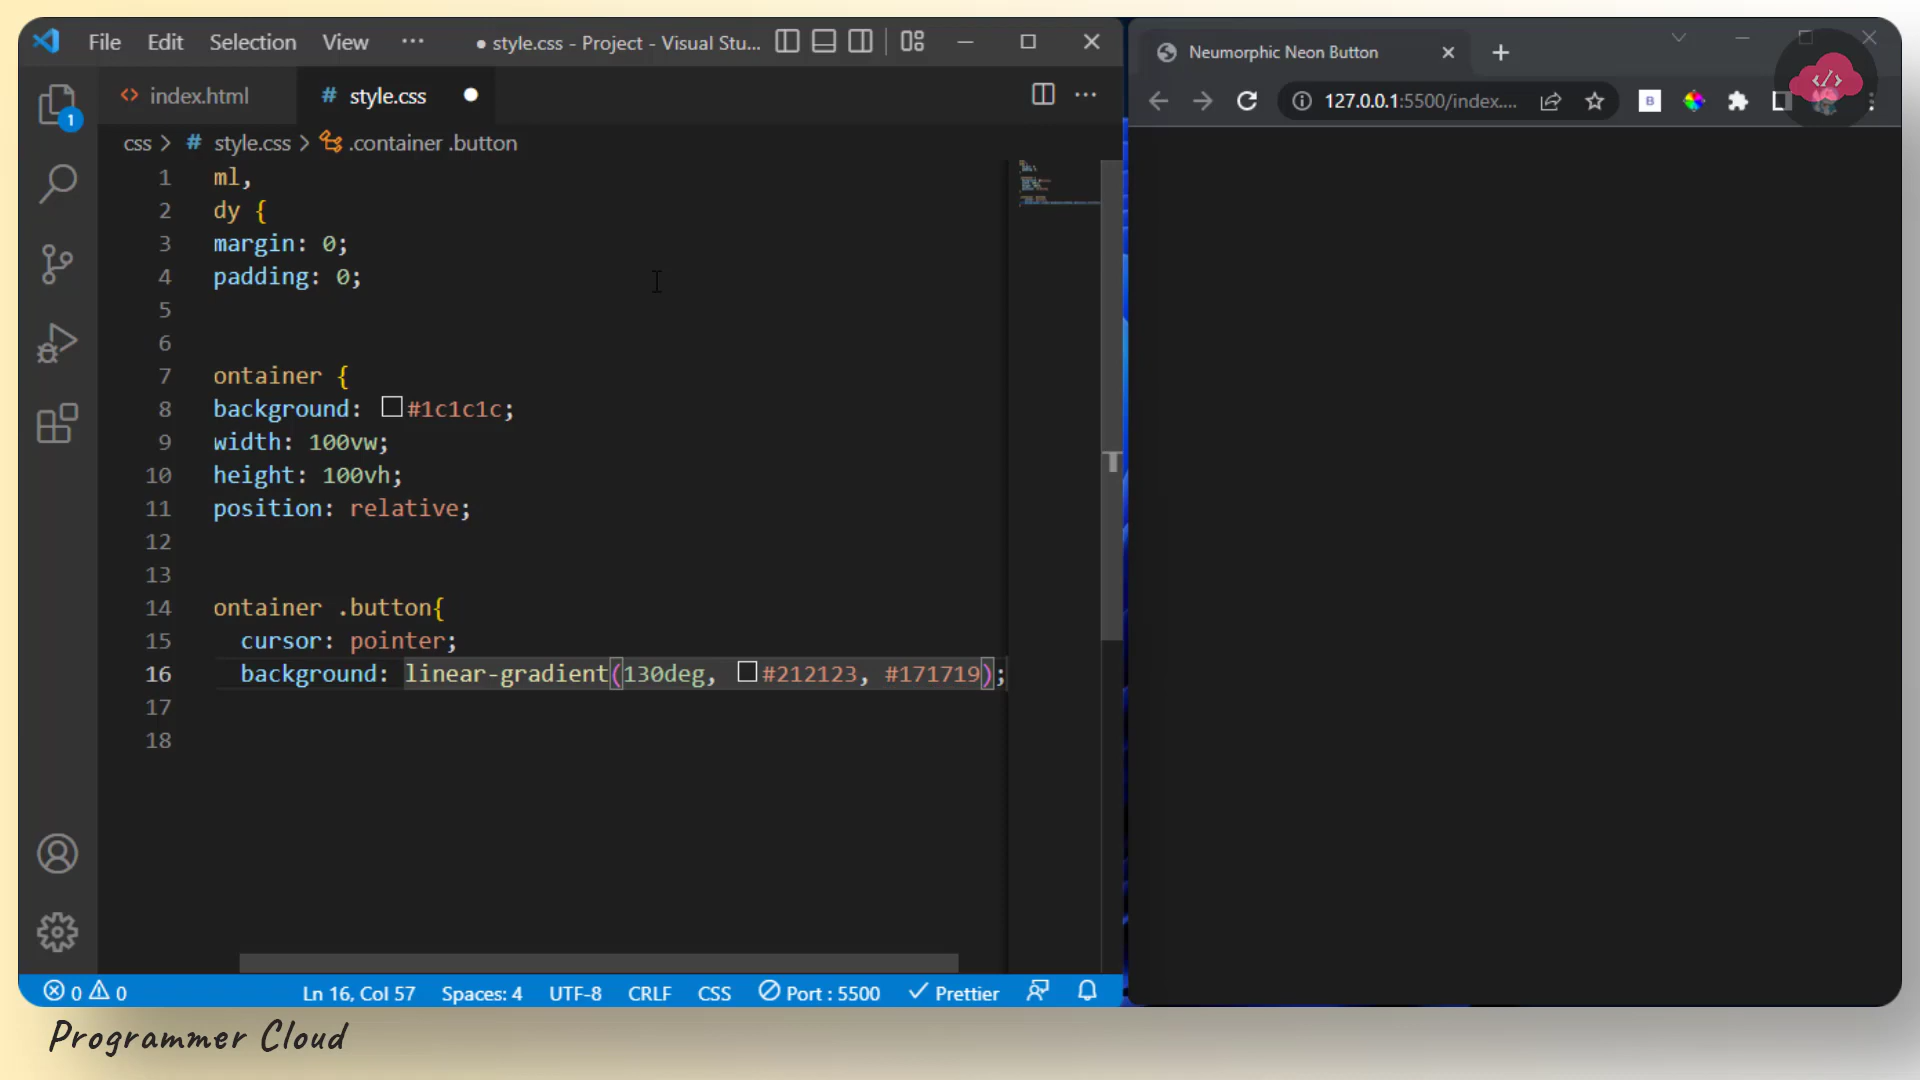 File Edit Selection View ··· ● style.css - Project - Visual Stu...
index.html # style.css ●
css > # style.css > .container .button
1 ml,
2 dy {
3 margin: 0;
4 padding: 0;
5
6
7 ontainer {
8 background: #1c1c1c;
9 width: 100vw;
10 height: 100vh;
11 position: relative;
12
13
14 ontainer .button{
15 cursor: pointer;
16 background: linear-gradient(130deg, #212123, #171719);
17
18
1
0 0 Ln 16, Col 57 Spaces: 4 UTF-8 CRLF CSS Port : 5500 Prettier
Neumorphic Neon Button
127.0.0.1:5500/index....
B
T
Programmer Cloud